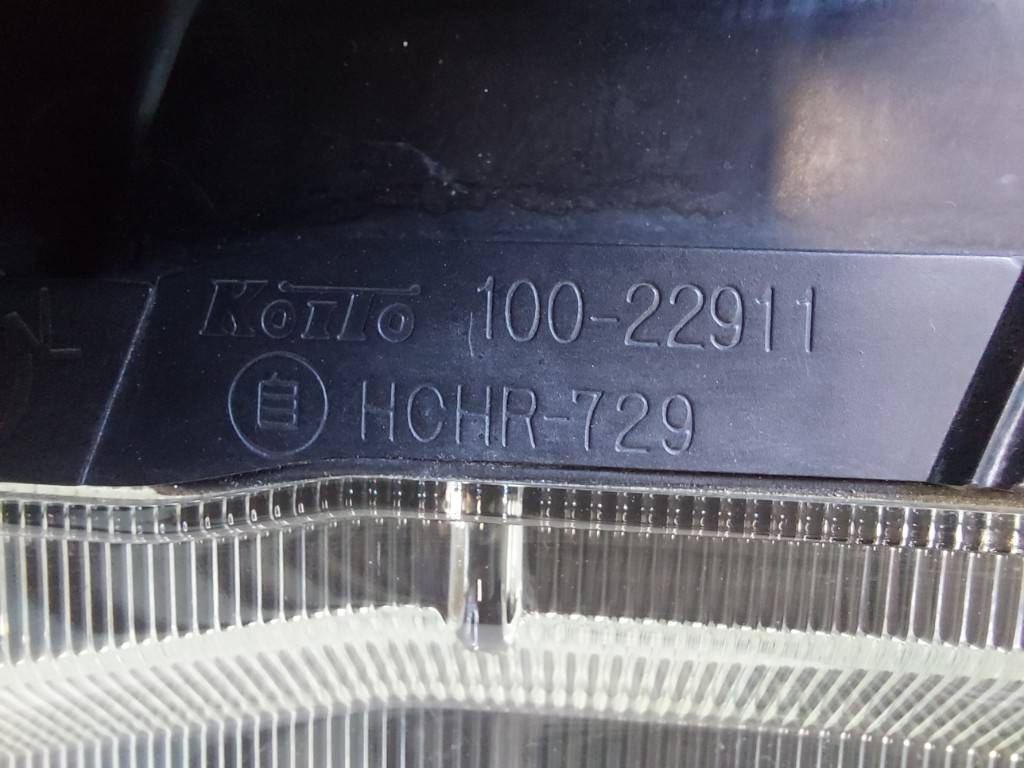 KOITO 100-22911
自 HCHR-729
L